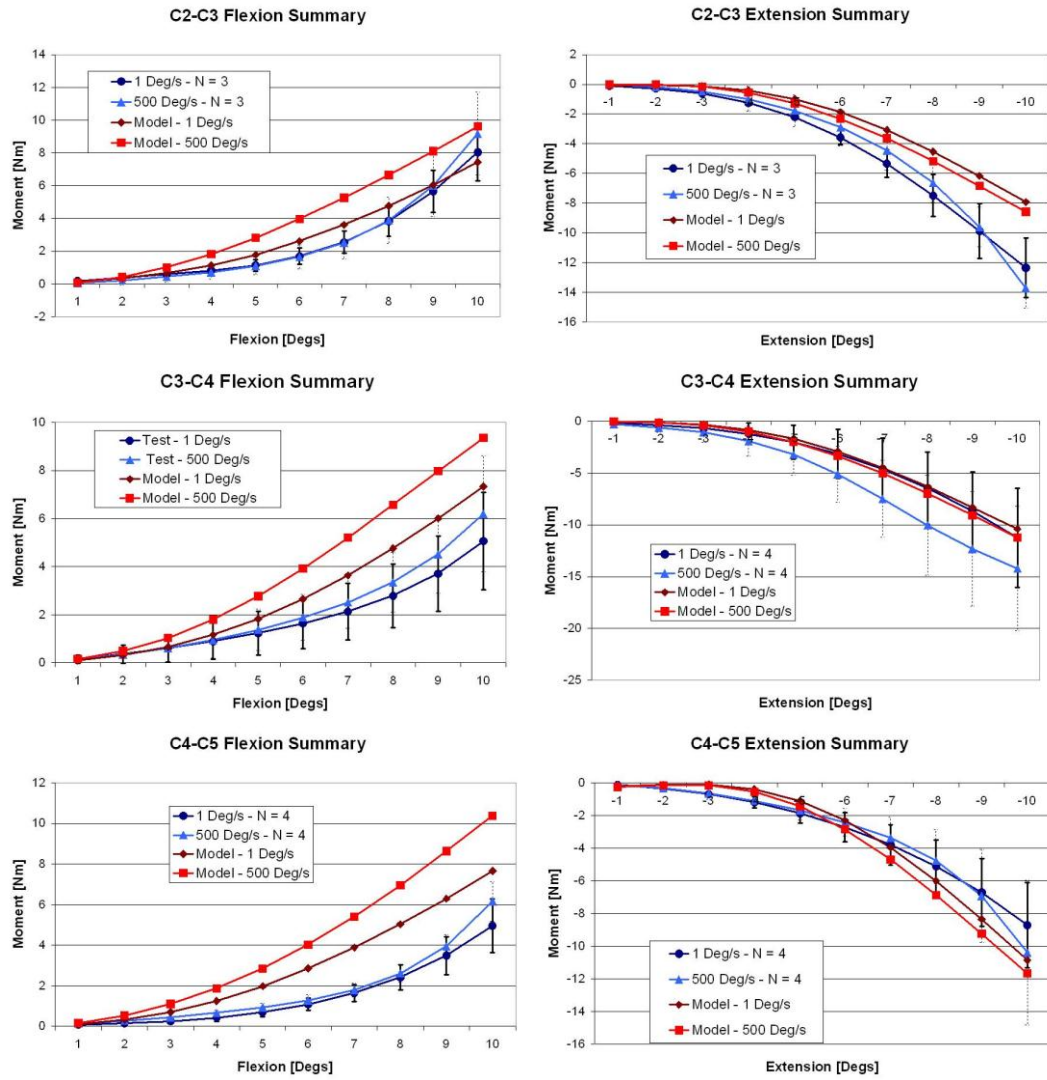 C2-C3 Flexion Summary
14
12
10
8
6
4
2
0
-2
Moment [Nm]
1 Deg/s - N = 3
500 Deg/s - N = 3
Model - 1 Deg/s
Model - 500 Deg/s
1 2 3 4 5 6 7 8 9 10
Flexion [Degs]
C2-C3 Extension Summary
2
0
-2
-4
-6
-8
-10
-12
-14
-16
Moment [Nm]
-1 -2 -3 -4 -5 -6 -7 -8 -9 -10
1 Deg/s - N = 3
500 Deg/s - N = 3
Model - 1 Deg/s
Model - 500 Deg/s
Extension [Degs]
C3-C4 Flexion Summary
10
8
6
4
2
0
Moment [Nm]
Test - 1 Deg/s
Test - 500 Deg/s
Model - 1 Deg/s
Model - 500 Deg/s
1 2 3 4 5 6 7 8 9 10
Flexion [Degs]
C3-C4 Extension Summary
0
-5
-10
-15
-20
-25
Moment [Nm]
-1 -2 -3 -4 -5 -6 -7 -8 -9 -10
1 Deg/s - N = 4
500 Deg/s - N = 4
Model - 1 Deg/s
Model - 500 Deg/s
Extension [Degs]
C4-C5 Flexion Summary
12
10
8
6
4
2
0
Moment [Nm]
1 Deg/s - N = 4
500 Deg/s - N = 4
Model - 1 Deg/s
Model - 500 Deg/s
1 2 3 4 5 6 7 8 9 10
Flexion [Degs]
C4-C5 Extension Summary
0
-2
-4
-6
-8
-10
-12
-14
-16
Moment [Nm]
-1 -2 -3 -4 -5 -6 -7 -8 -9 -10
1 Deg/s - N = 4
500 Deg/s - N = 4
Model - 1 Deg/s
Model - 500 Deg/s
Extension [Degs]